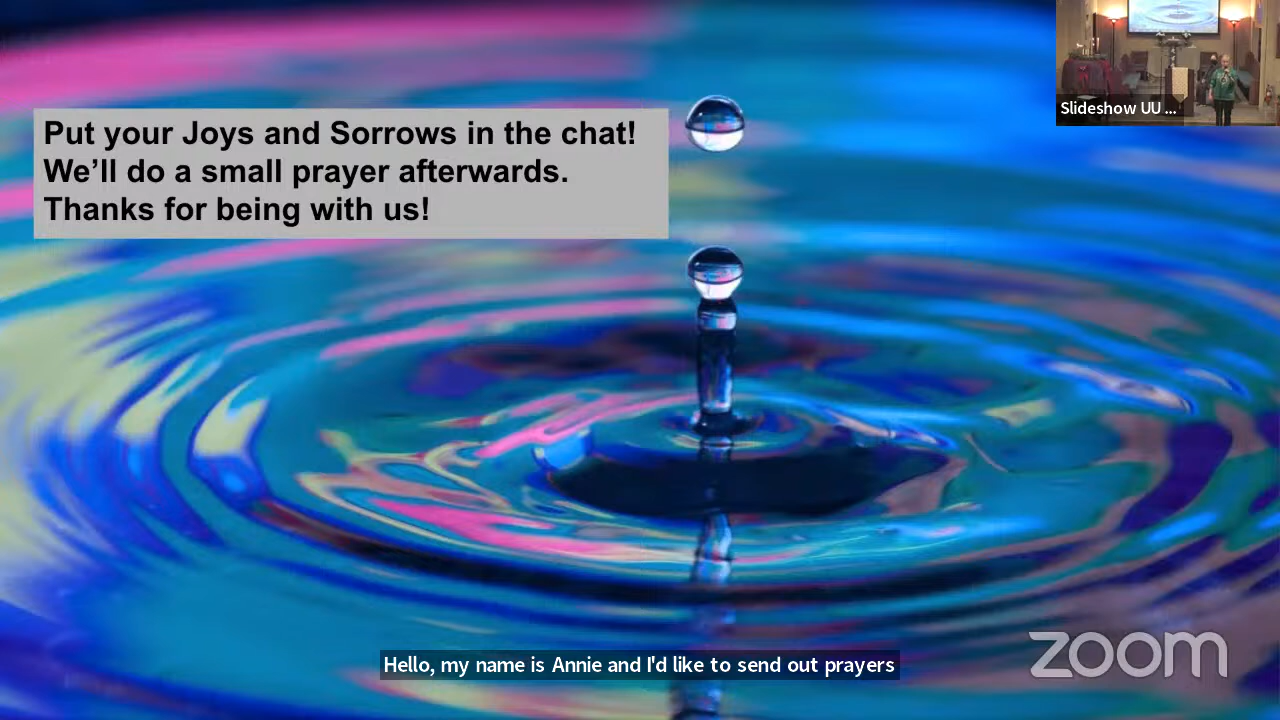 Put your Joys and Sorrows in the chat!
We’ll do a small prayer afterwards.
Thanks for being with us!
Slideshow UU ...
Hello, my name is Annie and I'd like to send out prayers
zoom